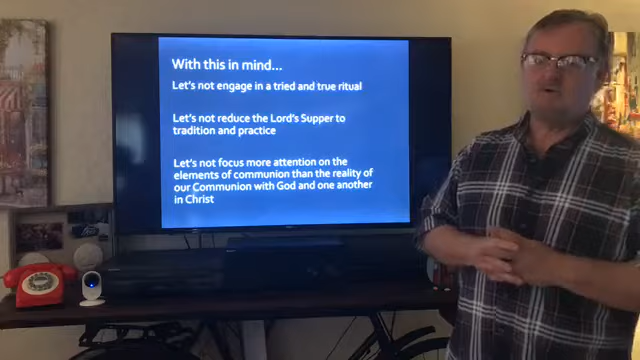 With this in mind...
Let's not engage in a tried and true ritual
Let's not reduce the Lord's Supper to
tradition and practice
Let's not focus more attention on the
elements of communion than the reality of
our Communion with God and one another
in Christ